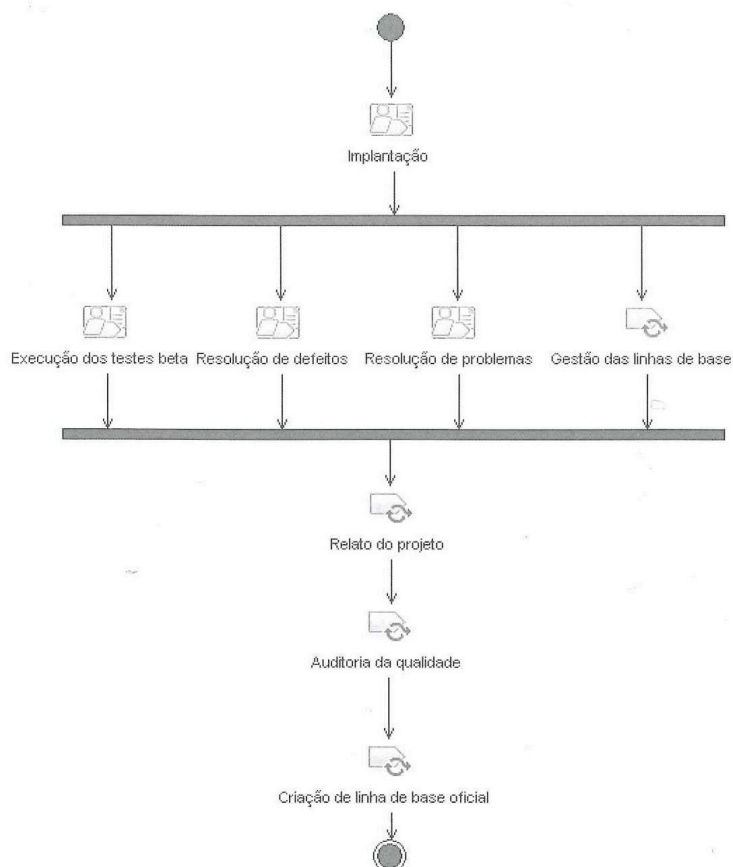 Implantação
Execução dos testes beta
Resolução de defeitos
Resolução de problemas
Gestão das linhas de base
Relato do projeto
Auditoria da qualidade
Criação de linha de base oficial